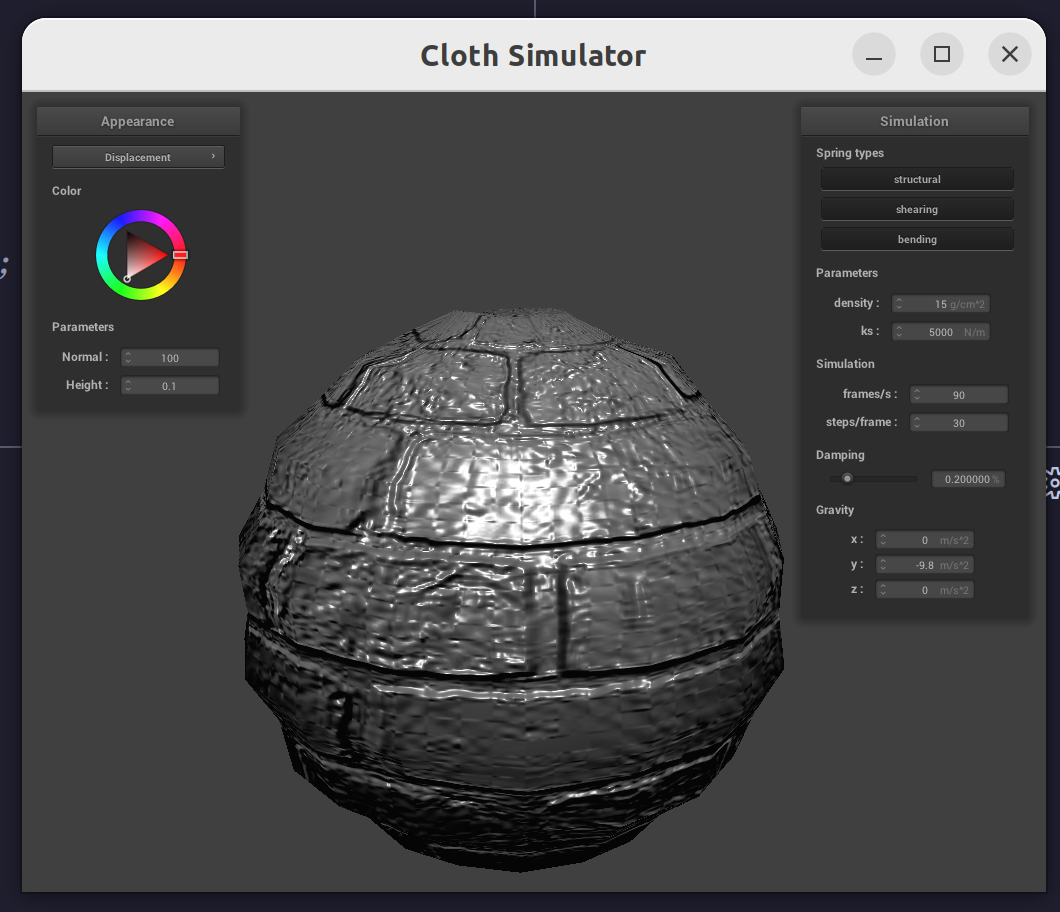 Cloth Simulator
Appearance
Displacement
Color
Parameters
Normal : 100
Height : 0.1
Simulation
Spring types
structural
shearing
bending
Parameters
density : 15 g/cm^2
ks : 5000 N/m
Simulation
frames/s : 90
steps/frame : 30
Damping
0.200000 %
Gravity
x : 0 m/s^2
y : -9.8 m/s^2
z : 0 m/s^2
;